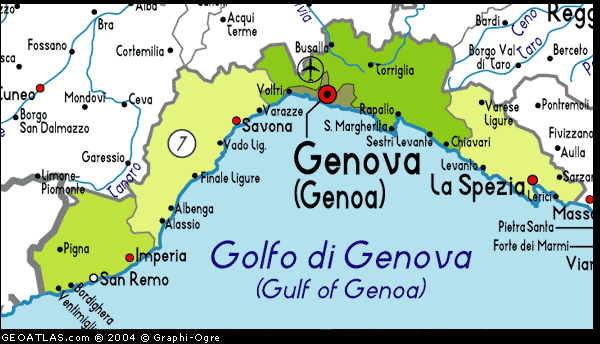 Bra
Alba
Acqui
Terme
Bardi
Ceno
Regg
Fossano
Cortemilia
Busalla
Borgo Val
di Taro
Taro
Berceto
Cuneo
Mondovi
Ceva
Voltri
Torriglia
Borgo
San Dalmazzo
Varazze
Rapallo
Varese
Ligure
Pontremoli
Savona
S. Margherita
Fivizzano
7
Vado Lig.
Sestri Levante
Chiavari
Aulla
Garessio
Genova
(Genoa)
Levanto
Limone-
Piemonte
Tanaro
Finale Ligure
La Spezia
Sarzan
Lerici
Albenga
Massa
Alassio
Pietra Santa
Pigna
Imperia
Golfo di Genova
Forte dei Marmi
(Gulf of Genoa)
Viar
San Remo
Bordighera
Ventimiglia
GEOATLAS.com ® 2004 © Graphi-Ogre